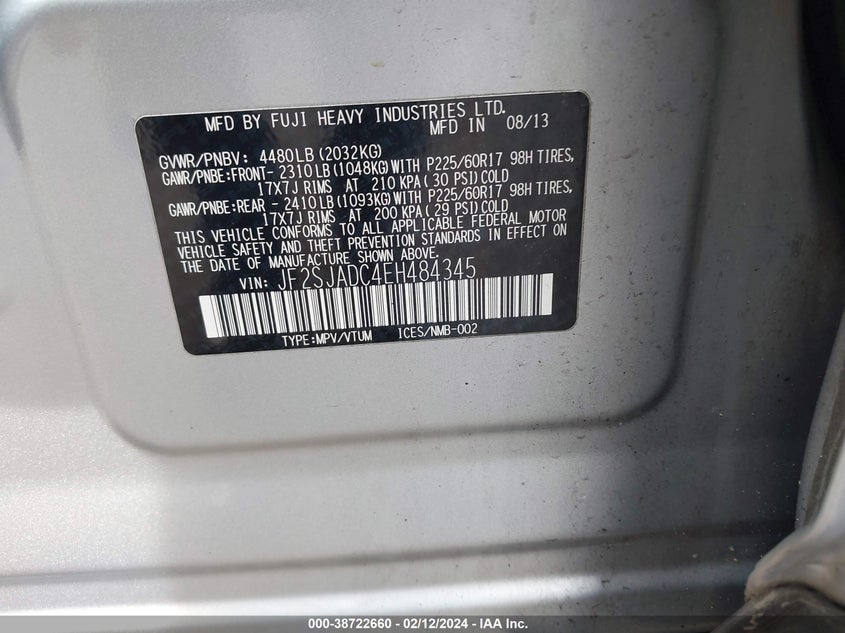 MFD BY FUJI HEAVY INDUSTRIES LTD.
MFD IN 08/13
GVWR/PNBV: 4480LB(2032KG)
GAWR/PNBE:FRONT- 2310LB(1048KG)WITH P225/60R17 98H TIRES,
17X7J RIMS AT 210 KPA(30 PSI)COLD
GAWR/PNBE:REAR - 2410LB(1093KG)WITH P225/60R17 98H TIRES,
17X7J RIMS AT 200 KPA(29 PSI)COLD
THIS VEHICLE CONFORMS TO ALL APPLICABLE FEDERAL MOTOR
VEHICLE SAFETY AND THEFT PREVENTION STANDARDS IN EFFECT ON
THE DATE OF MANUFACTURE SHOWN ABOVE.
VIN: JF2SJADC4EH484345
TYPE:MPV/VTUM ICES/NMB-002
000-38722660 - 02/12/2024 - IAA Inc.